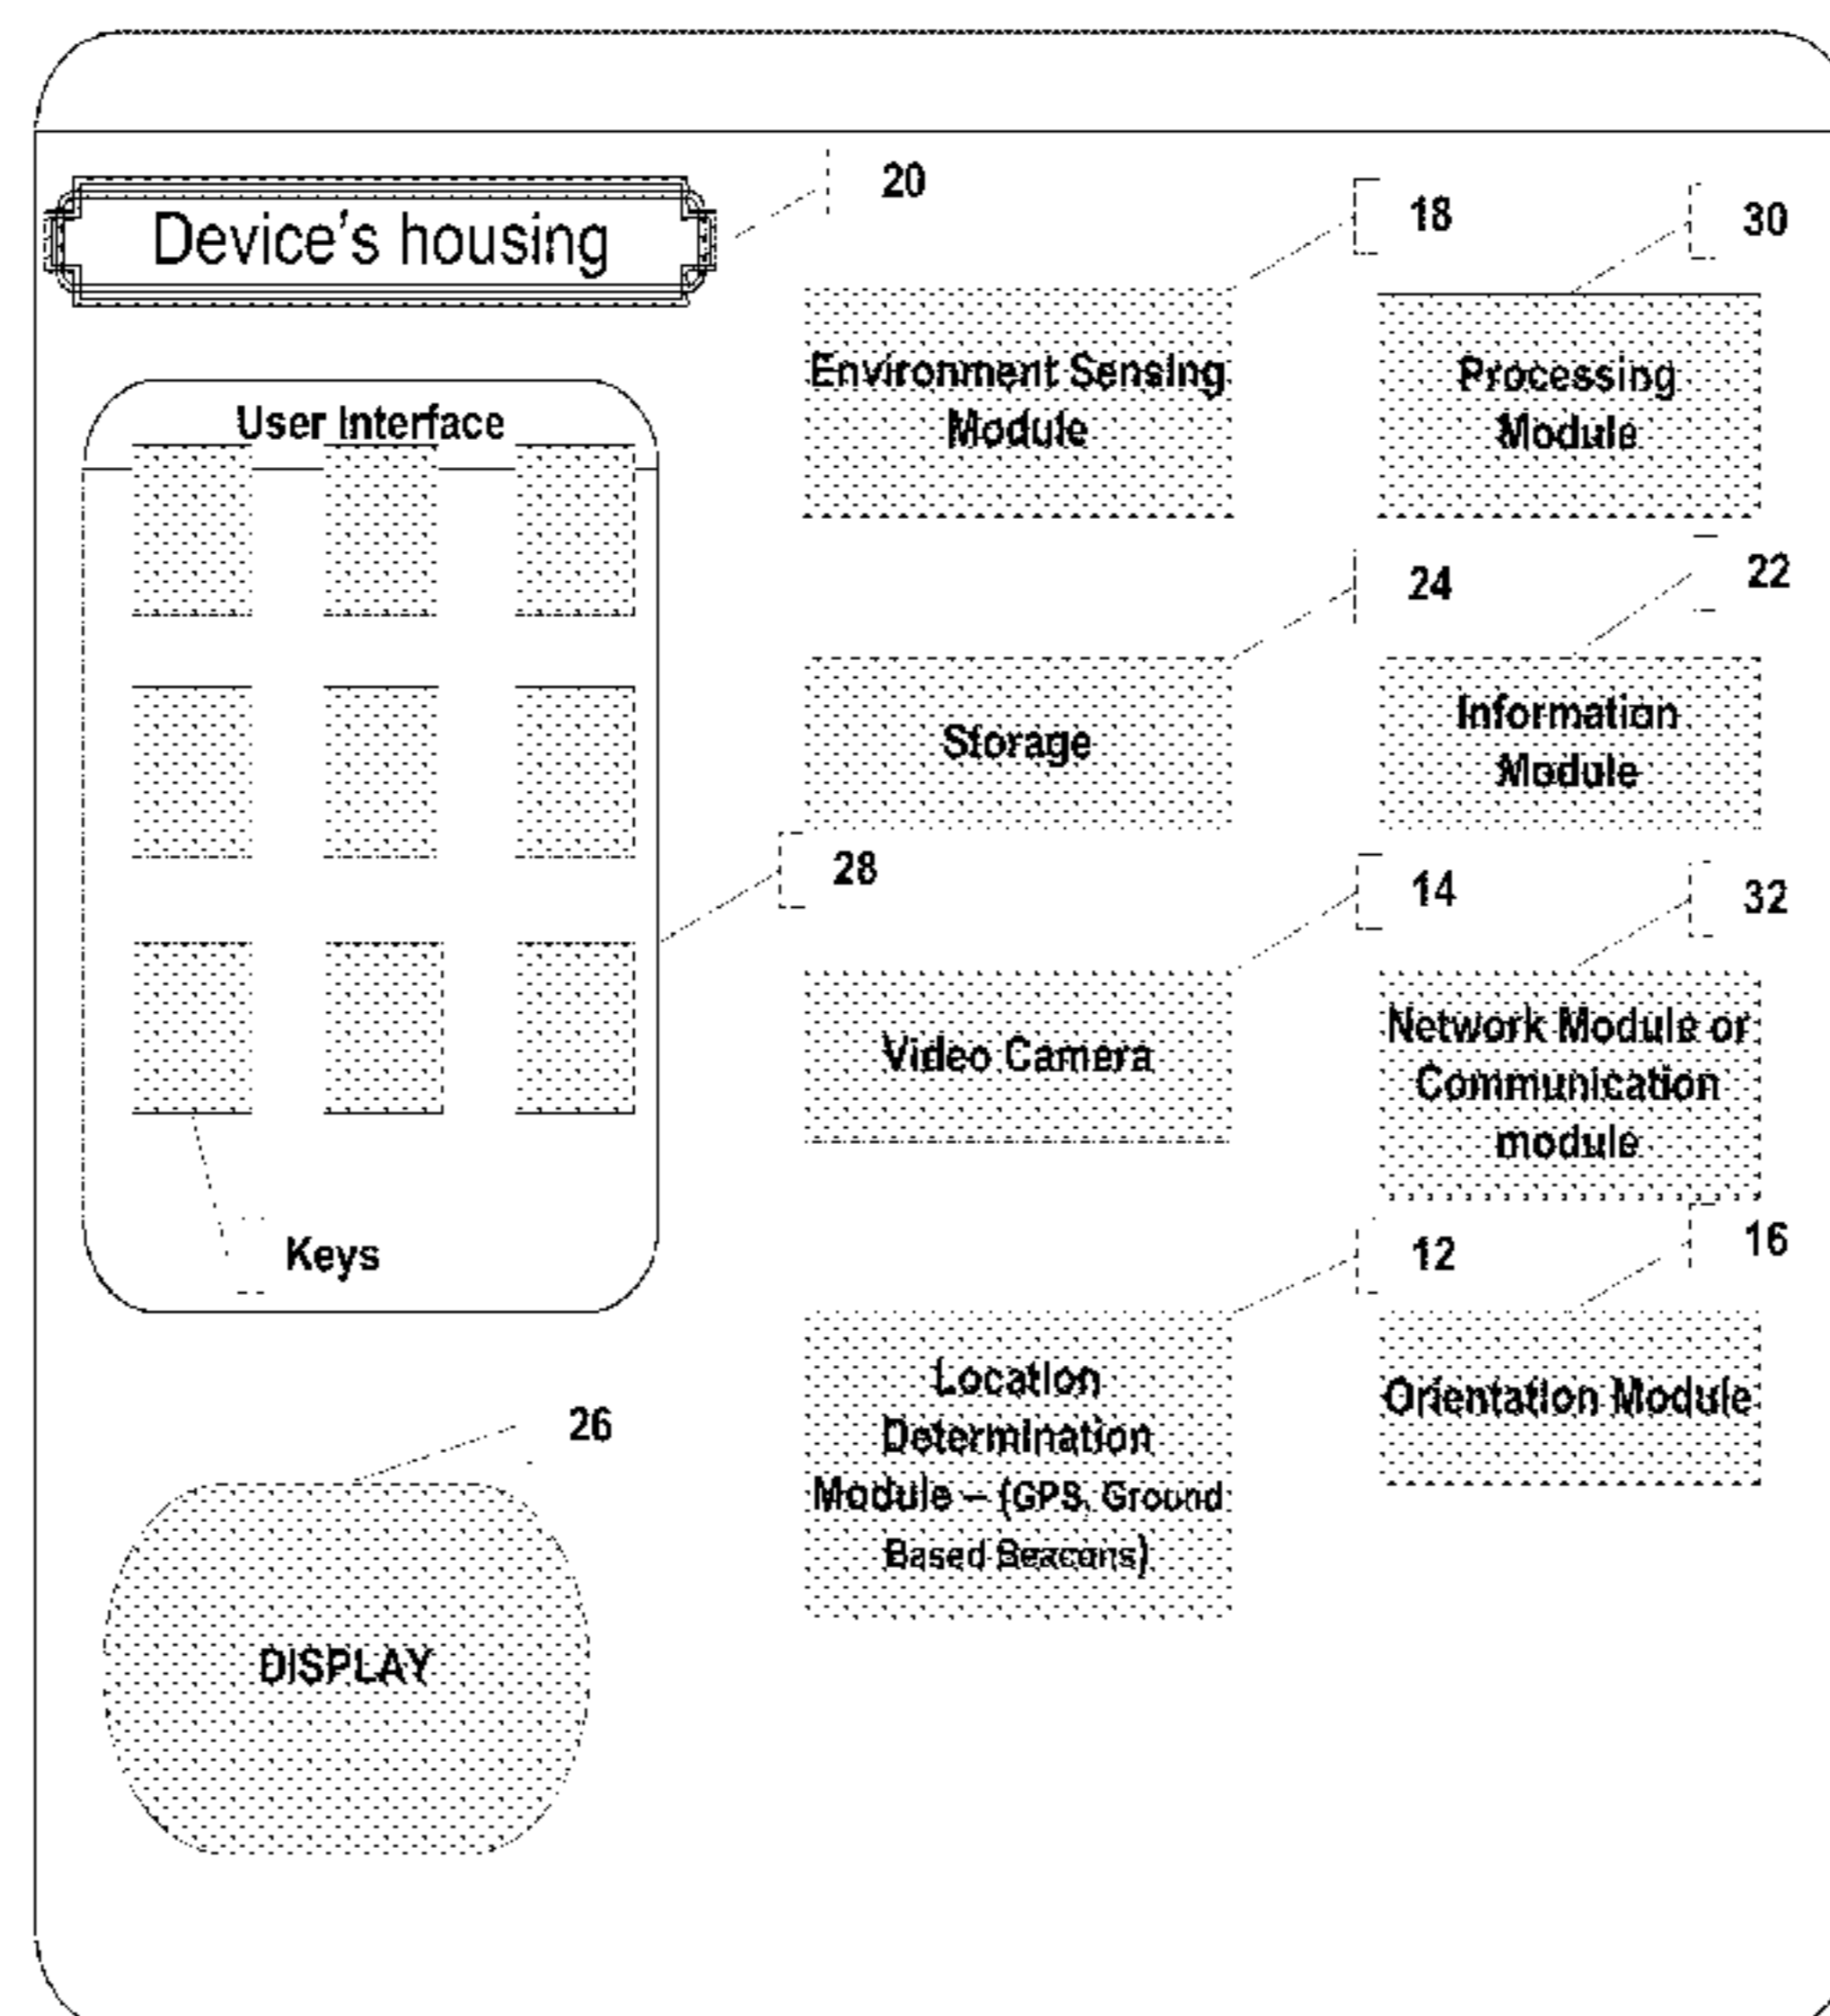 Device's housing
20
18
30
User Interface
Environment Sensing
Module
Processing
Module
24
22
Storage
Information
Module
28
14
32
Video Camera
Network Module or
Communication
module
Keys
12
16
Location
Determination
Module – (GPS, Ground
Based Beacons)
Orientation Module
26
DISPLAY